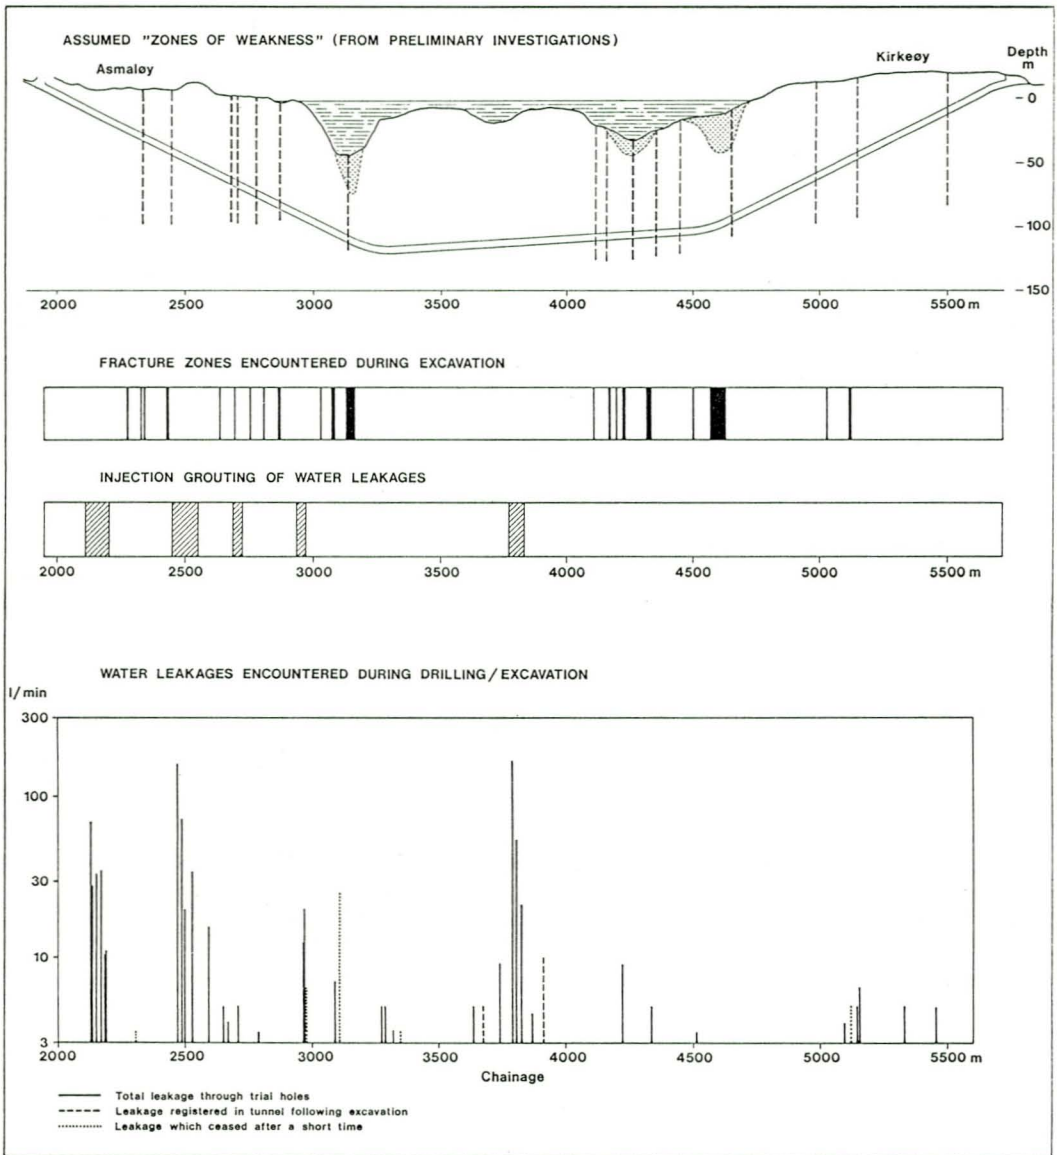 ASSUMED "ZONES OF WEAKNESS" (FROM PRELIMINARY INVESTIGATIONS)
Asmaløy
Kirkeøy
Depth
m
– 0
– 50
– 100
– 150
2000 2500 3000 3500 4000 4500 5000 5500 m
FRACTURE ZONES ENCOUNTERED DURING EXCAVATION
INJECTION GROUTING OF WATER LEAKAGES
2000 2500 3000 3500 4000 4500 5000 5500 m
WATER LEAKAGES ENCOUNTERED DURING DRILLING/EXCAVATION
l/min
300
100
30
10
3
2000 2500 3000 3500 4000 4500 5000 5500 m
Chainage
Total leakage through trial holes
Leakage registered in tunnel following excavation
Leakage which ceased after a short time